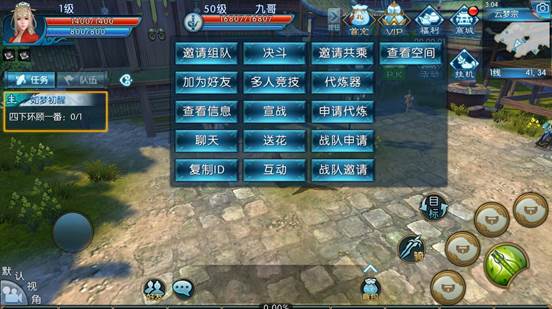 1级
1400/1400
800/800
50级 九哥
16807/16807
首充
VIP
福利
商城
3:04
云梦宗
挂机
1线 41, 34
任务
队伍
主 如梦初醒
四下环顾一番：0/1
邀请组队 决斗 邀请共乘 查看空间
加为好友 多人竞技 代炼器
查看信息 宣战 申请代炼
聊天 送花 战队申请
复制ID 互动 战队邀请
目标
默认
视角
0.00%